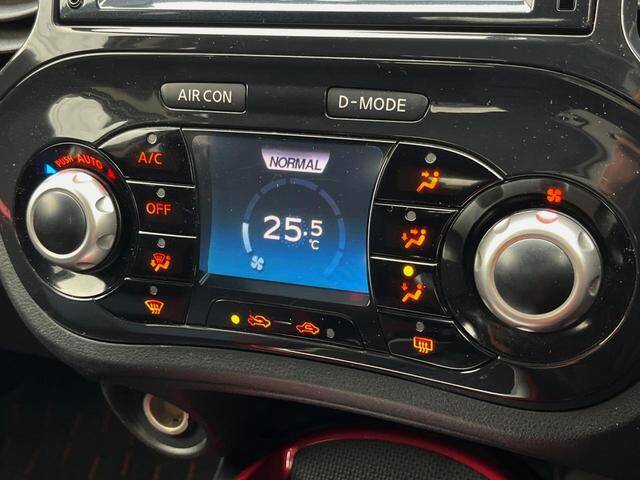 AIR CON
D-MODE
PUSH AUTO
A/C
OFF
NORMAL
25.5
°C